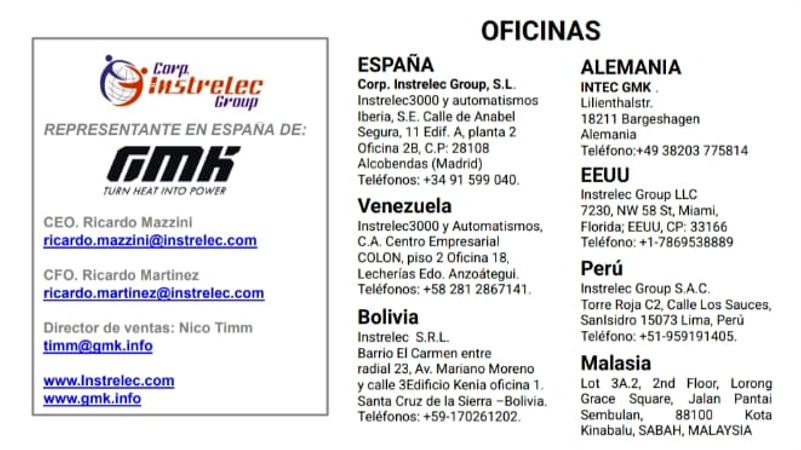 OFICINAS
Corp.
Instrelec
Group
REPRESENTANTE EN ESPAÑA DE:
GMK
TURN HEAT INTO POWER
CEO. Ricardo Mazzini
ricardo.mazzini@instrelec.com
CFO. Ricardo Martinez
ricardo.martinez@instrelec.com
Director de ventas: Nico Timm
timm@gmk.info
www.Instrelec.com
www.gmk.info
ESPAÑA
Corp. Instrelec Group, S.L.
Instrelec3000 y automatismos
Iberia, S.E. Calle de Anabel
Segura, 11 Edif. A, planta 2
Oficina 2B, C.P: 28108
Alcobendas (Madrid)
Teléfonos: +34 91 599 040.
Venezuela
Instrelec3000 y Automatismos,
C.A. Centro Empresarial
COLON, piso 2 Oficina 18,
Lecherías Edo. Anzoátegui.
Teléfonos: +58 281 2867141.
Bolivia
Instrelec S.R.L.
Barrio El Carmen entre
radial 23, Av. Mariano Moreno
y calle 3Edificio Kenia oficina 1.
Santa Cruz de la Sierra –Bolivia.
Teléfonos: +59-170261202.
ALEMANIA
INTEC GMK .
Lilienthalstr.
18211 Bargeshagen
Alemania
Teléfono:+49 38203 775814
EEUU
Instrelec Group LLC
7230, NW 58 St, Miami,
Florida; EEUU, CP: 33166
Teléfono: +1-7869538889
Perú
Instrelec Group S.A.C.
Torre Roja C2, Calle Los Sauces,
SanIsidro 15073 Lima, Perú
Teléfono: +51-959191405.
Malasia
Lot 3A.2, 2nd Floor, Lorong
Grace Square, Jalan Pantai
Sembulan, 88100 Kota
Kinabalu, SABAH, MALAYSIA